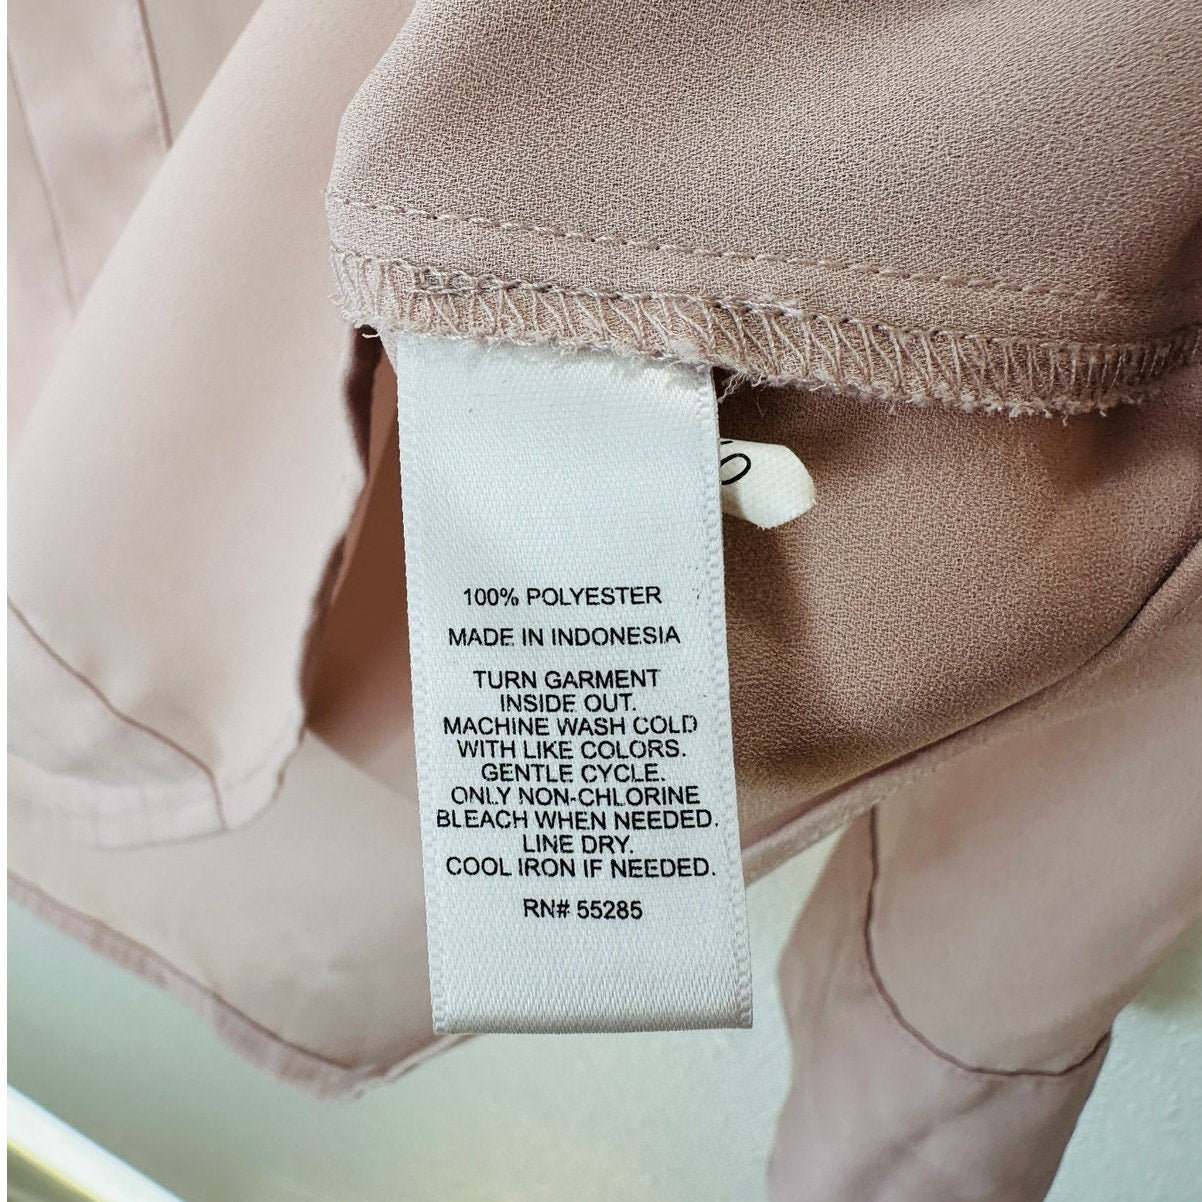 100% POLYESTER
MADE IN INDONESIA
TURN GARMENT
INSIDE OUT.
MACHINE WASH COLD
WITH LIKE COLORS.
GENTLE CYCLE.
ONLY NON-CHLORINE
BLEACH WHEN NEEDED.
LINE DRY.
COOL IRON IF NEEDED.
RN# 55285